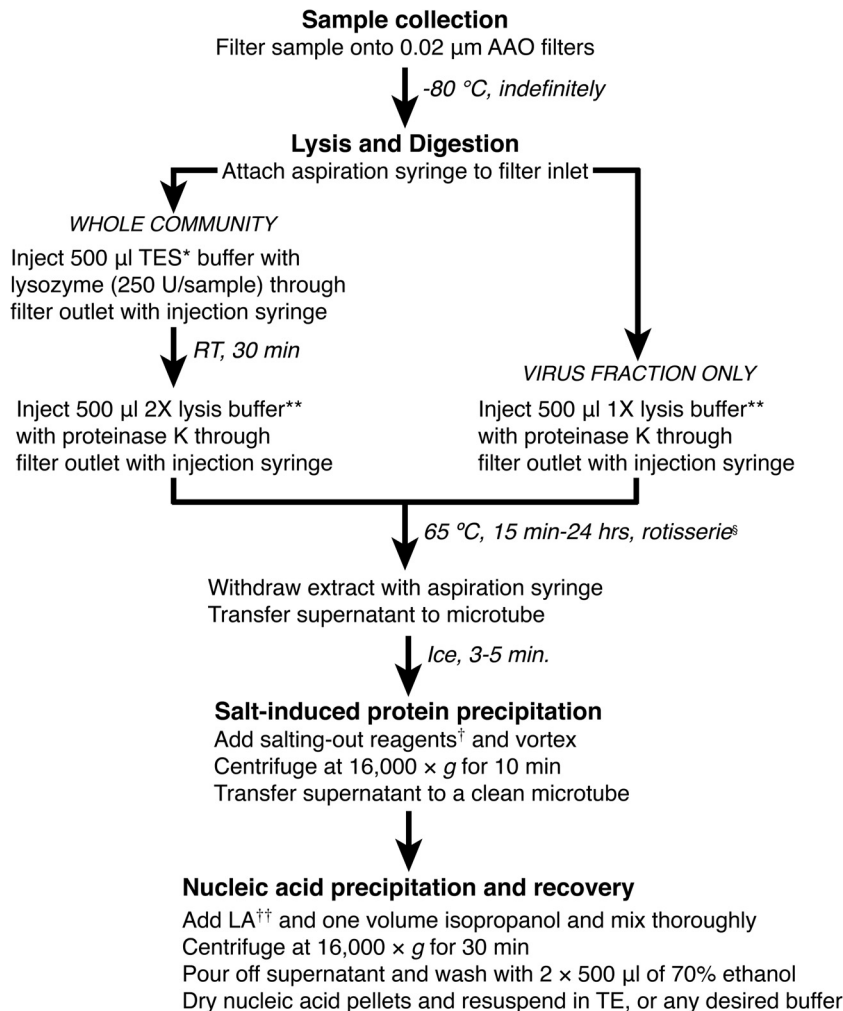 Sample collection
Filter sample onto 0.02 µm AAO filters
-80 °C, indefinitely
Lysis and Digestion
Attach aspiration syringe to filter inlet
WHOLE COMMUNITY
Inject 500 µl TES* buffer with
lysozyme (250 U/sample) through
filter outlet with injection syringe
RT, 30 min
Inject 500 µl 2X lysis buffer**
with proteinase K through
filter outlet with injection syringe
VIRUS FRACTION ONLY
Inject 500 µl 1X lysis buffer**
with proteinase K through
filter outlet with injection syringe
65 ºC, 15 min-24 hrs, rotisserie§
Withdraw extract with aspiration syringe
Transfer supernatant to microtube
Ice, 3-5 min.
Salt-induced protein precipitation
Add salting-out reagents† and vortex
Centrifuge at 16,000 × g for 10 min
Transfer supernatant to a clean microtube
Nucleic acid precipitation and recovery
Add LA†† and one volume isopropanol and mix thoroughly
Centrifuge at 16,000 × g for 30 min
Pour off supernatant and wash with 2 × 500 µl of 70% ethanol
Dry nucleic acid pellets and resuspend in TE, or any desired buffer